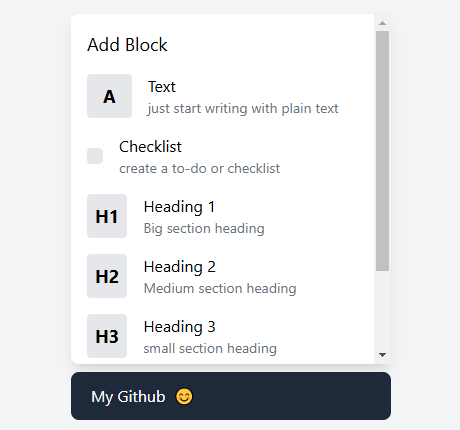 Add Block
A
Text
just start writing with plain text
Checklist
create a to-do or checklist
H1
Heading 1
Big section heading
H2
Heading 2
Medium section heading
H3
Heading 3
small section heading
My Github 😊